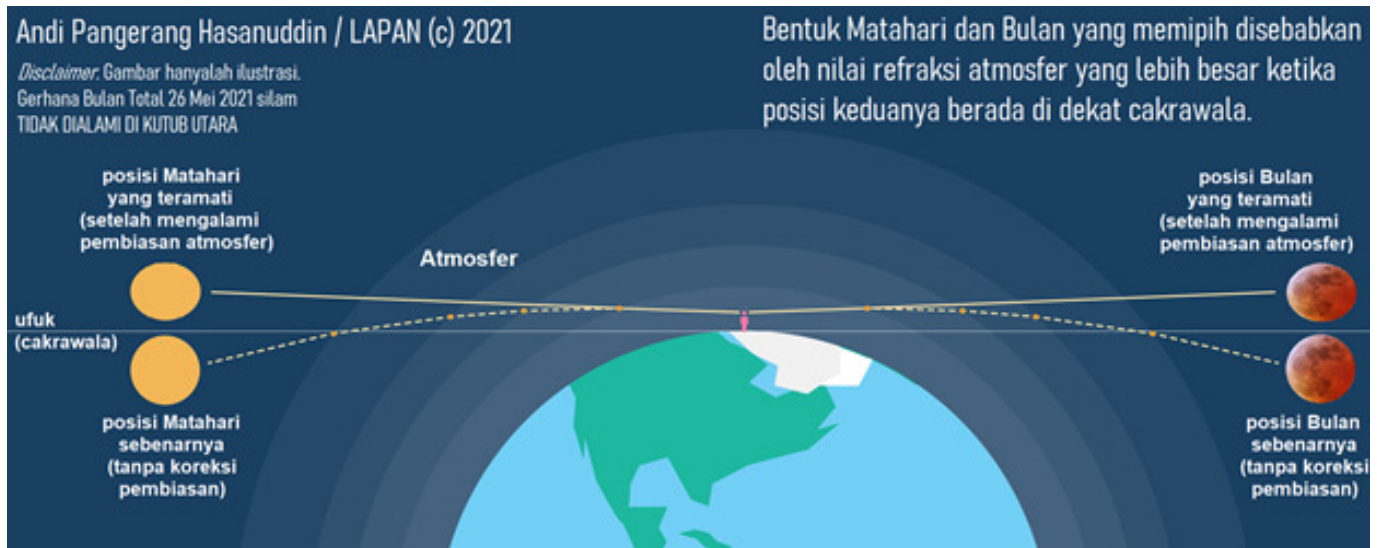 Andi Pangerang Hasanuddin / LAPAN (c) 2021
Disclaimer: Gambar hanyalah ilustrasi.
Gerhana Bulan Total 26 Mei 2021 silam
TIDAK DIALAMI DI KUTUB UTARA
Bentuk Matahari dan Bulan yang memipih disebabkan
oleh nilai refraksi atmosfer yang lebih besar ketika
posisi keduanya berada di dekat cakrawala.
posisi Matahari
yang teramati
(setelah mengalami
pembiasan atmosfer)
Atmosfer
posisi Bulan
yang teramati
(setelah mengalami
pembiasan atmosfer)
ufuk
(cakrawala)
posisi Matahari
sebenarnya
(tanpa koreksi
pembiasan)
posisi Bulan
sebenarnya
(tanpa koreksi
pembiasan)